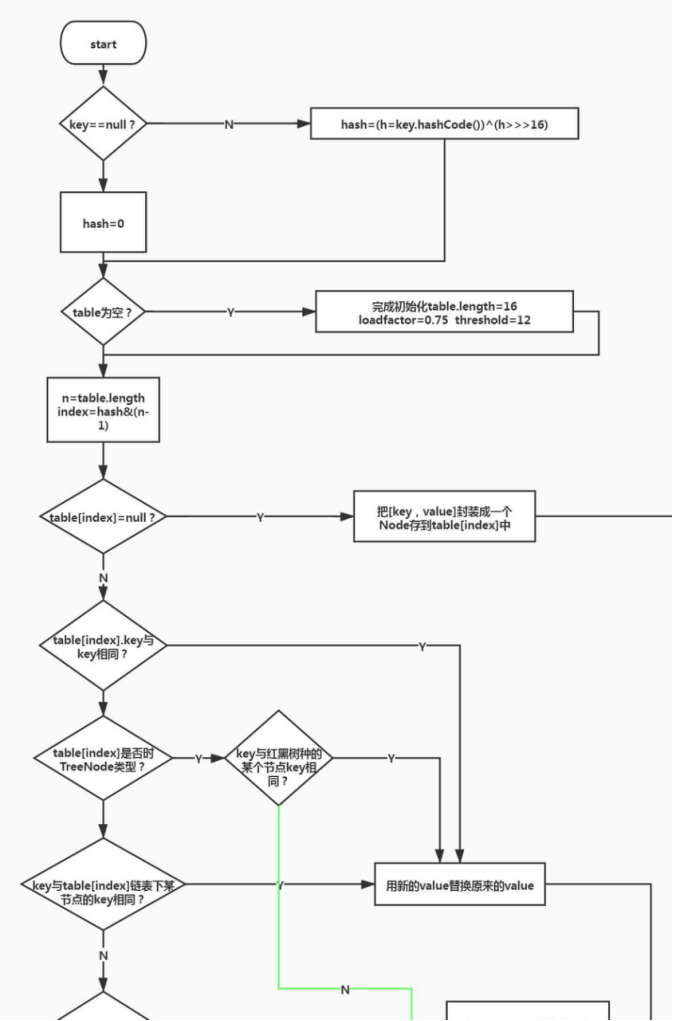 start
key==null？
N
hash=(h=key.hashCode())^(h>>>16)
hash=0
table为空？
Y
完成初始化table.length=16
loadfactor=0.75 threshold=12
n=table.length
index=hash&(n-
1)
table[index]=null？
Y
把[key，value]封装成一个
Node存到table[index]中
N
table[index].key与
key相同？
Y
table[index]是否时
TreeNode类型？
Y
key与红黑树种的
某个节点key相
同？
Y
key与table[index]链表下某
节点的key相同？
Y
用新的value替换原来的value
N
N